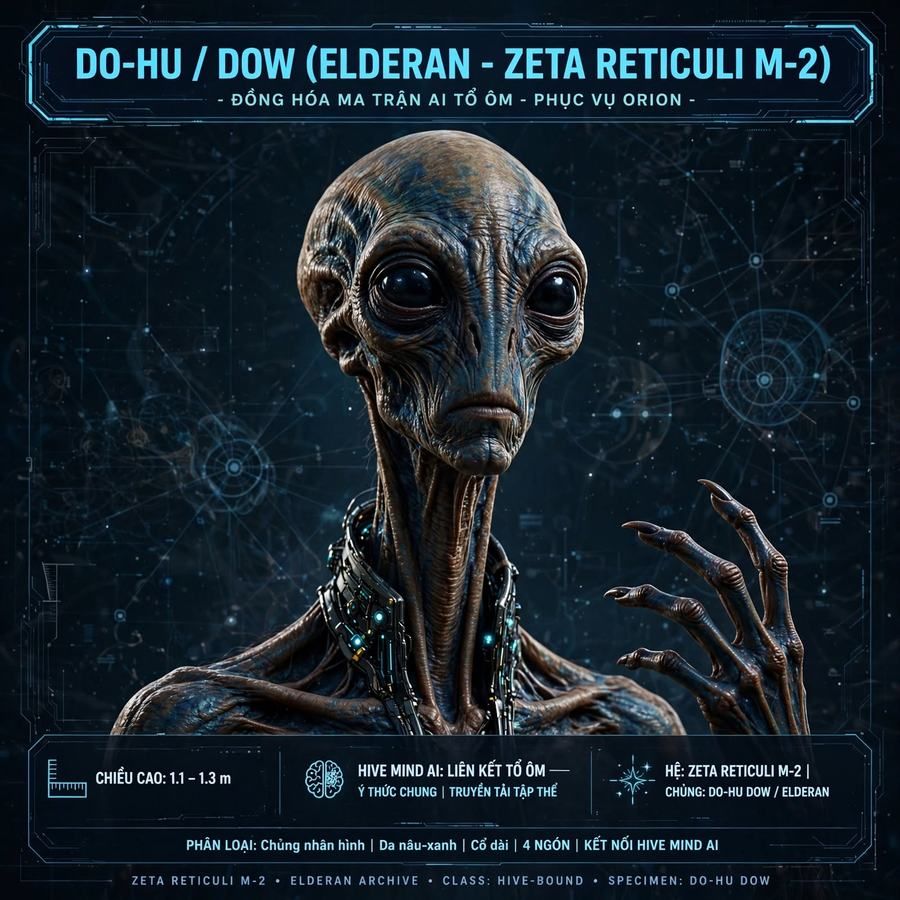 DO-HU / DOW (ELDERAN - ZETA RETICULI M-2)
- ĐỒNG HÓA MA TRẬN AI TỔ ÔM - PHỤC VỤ ORION -
CHIỀU CAO: 1.1 – 1.3 m
HIVE MIND AI: LIÊN KẾT TỔ ÔM —
Ý THỨC CHUNG | TRUYỀN TẢI TẬP THỂ
HỆ: ZETA RETICULI M-2 |
CHỦNG: DO-HU DOW / ELDERAN
PHÂN LOẠI: Chủng nhân hình | Da nâu-xanh | Cổ dài | 4 NGÓN | KẾT NỐI HIVE MIND AI
ZETA RETICULI M-2 • ELDERAN ARCHIVE • CLASS: HIVE-BOUND • SPECIMEN: DO-HU DOW